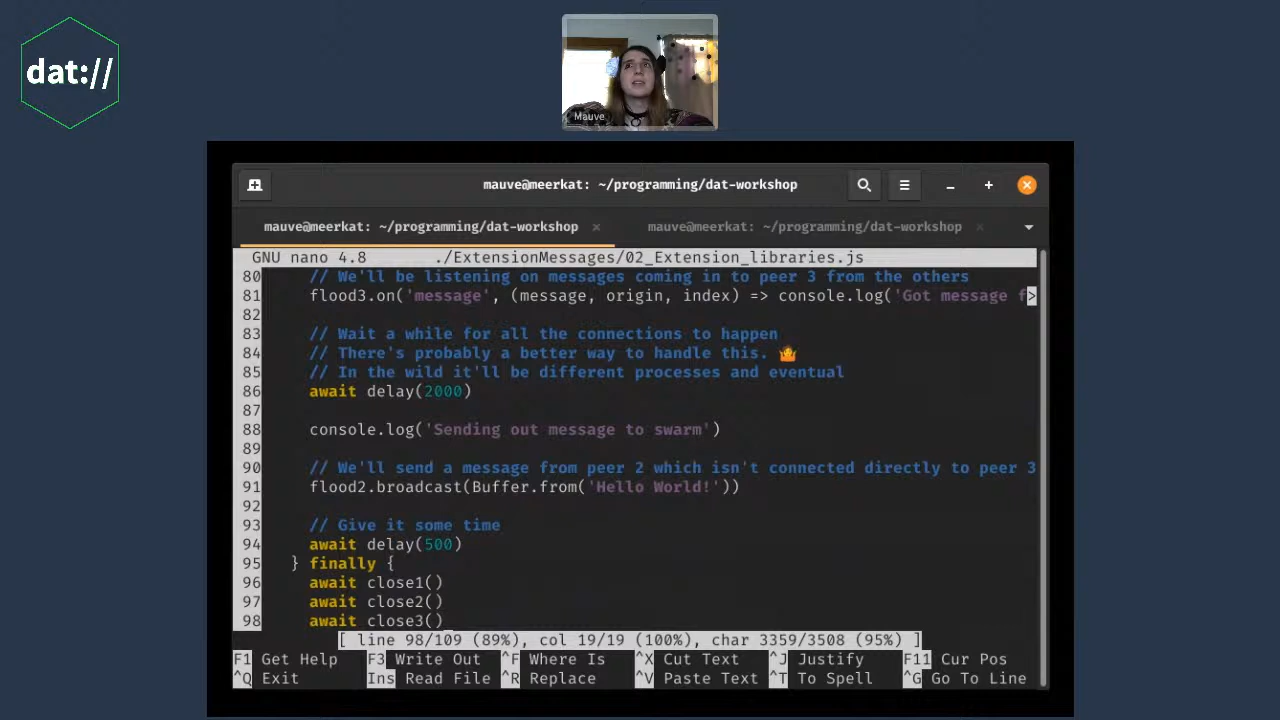 dat://
Mauve
mauve@meerkat: ~/programming/dat-workshop
mauve@meerkat: ~/programming/dat-workshop ×
mauve@meerkat: ~/programming/dat-workshop ×
GNU nano 4.8 ./ExtensionMessages/02_Extension_libraries.js
80 // We'll be listening on messages coming in to peer 3 from the others
81 flood3.on('message', (message, origin, index) => console.log('Got message f>
82
83 // Wait a while for all the connections to happen
84 // There's probably a better way to handle this. 🤷
85 // In the wild it'll be different processes and eventual
86 await delay(2000)
87
88 console.log('Sending out message to swarm')
89
90 // We'll send a message from peer 2 which isn't connected directly to peer 3
91 flood2.broadcast(Buffer.from('Hello World!'))
92
93 // Give it some time
94 await delay(500)
95 } finally {
96 await close1()
97 await close2()
98 await close3()
[ line 98/109 (89%), col 19/19 (100%), char 3359/3508 (95%) ]
F1 Get Help F3 Write Out ^F Where Is ^X Cut Text ^J Justify F11 Cur Pos
^Q Exit Ins Read File ^R Replace ^V Paste Text ^T To Spell ^G Go To Line